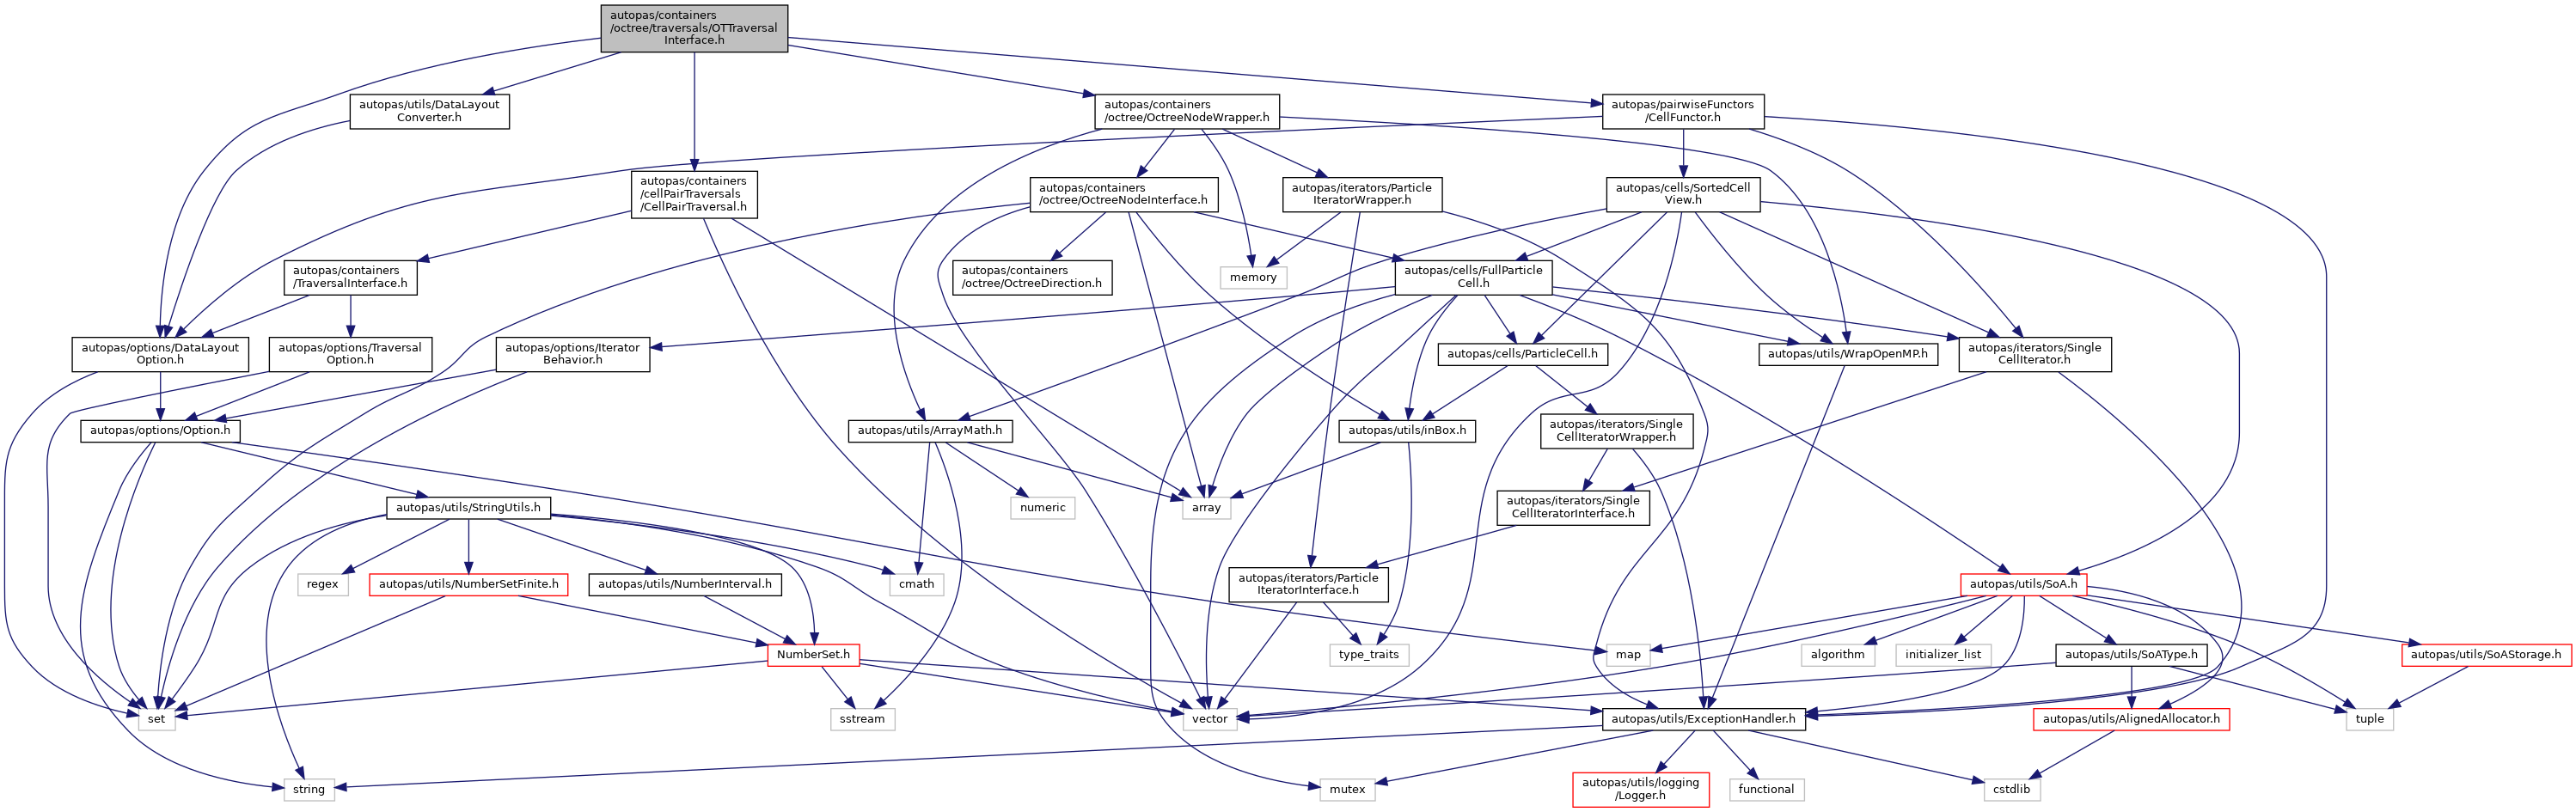 autopas/containers
/octree/traversals/OTTraversal
Interface.h
autopas/utils/DataLayout
Converter.h
autopas/containers
/octree/OctreeNodeWrapper.h
autopas/pairwiseFunctors
/CellFunctor.h
autopas/containers
/cellPairTraversals
/CellPairTraversal.h
autopas/containers
/octree/OctreeNodeInterface.h
autopas/iterators/Particle
IteratorWrapper.h
autopas/cells/SortedCell
View.h
autopas/containers
/TraversalInterface.h
autopas/containers
/octree/OctreeDirection.h
memory
autopas/cells/FullParticle
Cell.h
autopas/options/DataLayout
Option.h
autopas/options/Traversal
Option.h
autopas/options/Iterator
Behavior.h
autopas/cells/ParticleCell.h
autopas/utils/WrapOpenMP.h
autopas/iterators/Single
CellIterator.h
autopas/options/Option.h
autopas/utils/ArrayMath.h
autopas/utils/inBox.h
autopas/iterators/Single
CellIteratorWrapper.h
autopas/utils/StringUtils.h
numeric
array
autopas/iterators/Single
CellIteratorInterface.h
regex
autopas/utils/NumberSetFinite.h
autopas/utils/NumberInterval.h
cmath
autopas/iterators/Particle
IteratorInterface.h
autopas/utils/SoA.h
NumberSet.h
type_traits
map
algorithm
initializer_list
autopas/utils/SoAType.h
autopas/utils/SoAStorage.h
set
sstream
vector
autopas/utils/ExceptionHandler.h
autopas/utils/AlignedAllocator.h
tuple
string
mutex
autopas/utils/logging
/Logger.h
functional
cstdlib